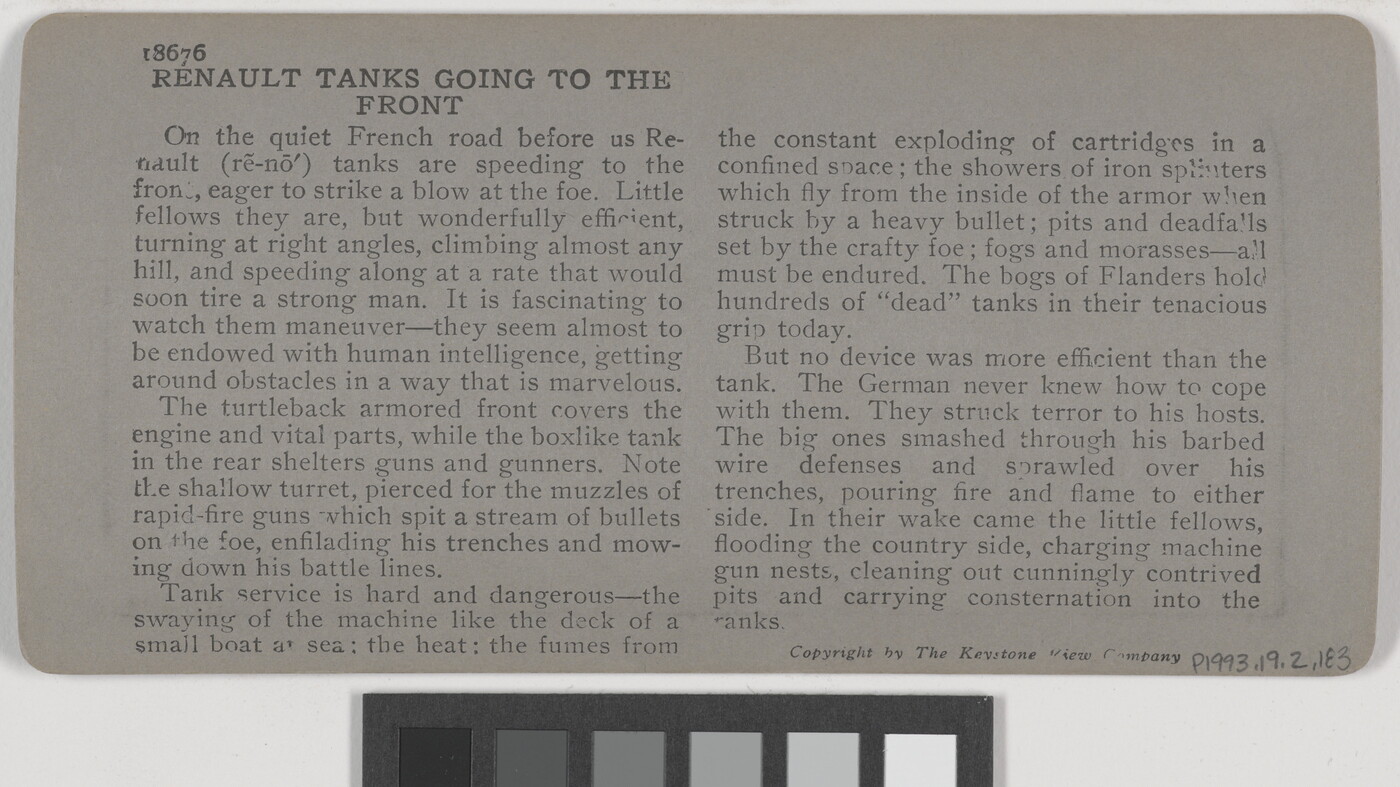 18676
RENAULT TANKS GOING TO THE
FRONT
On the quiet French road before us Re-
nault (rẽ-nō′) tanks are speeding to the
front, eager to strike a blow at the foe. Little
fellows they are, but wonderfully efficient,
turning at right angles, climbing almost any
hill, and speeding along at a rate that would
soon tire a strong man. It is fascinating to
watch them maneuver—they seem almost to
be endowed with human intelligence, getting
around obstacles in a way that is marvelous.
The turtleback armored front covers the
engine and vital parts, while the boxlike tank
in the rear shelters guns and gunners. Note
the shallow turret, pierced for the muzzles of
rapid-fire guns which spit a stream of bullets
on the foe, enfilading his trenches and mow-
ing down his battle lines.
Tank service is hard and dangerous—the
swaying of the machine like the deck of a
small boat at sea; the heat; the fumes from
the constant exploding of cartridges in a
confined space; the showers of iron splinters
which fly from the inside of the armor when
struck by a heavy bullet; pits and deadfalls
set by the crafty foe; fogs and morasses—all
must be endured. The bogs of Flanders hold
hundreds of “dead” tanks in their tenacious
grip today.
But no device was more efficient than the
tank. The German never knew how to cope
with them. They struck terror to his hosts.
The big ones smashed through his barbed
wire defenses and sprawled over his
trenches, pouring fire and flame to either
side. In their wake came the little fellows,
flooding the country side, charging machine
gun nests, cleaning out cunningly contrived
pits and carrying consternation into the
ranks.
Copyright by The Keystone View Company
P1993.19.2,183